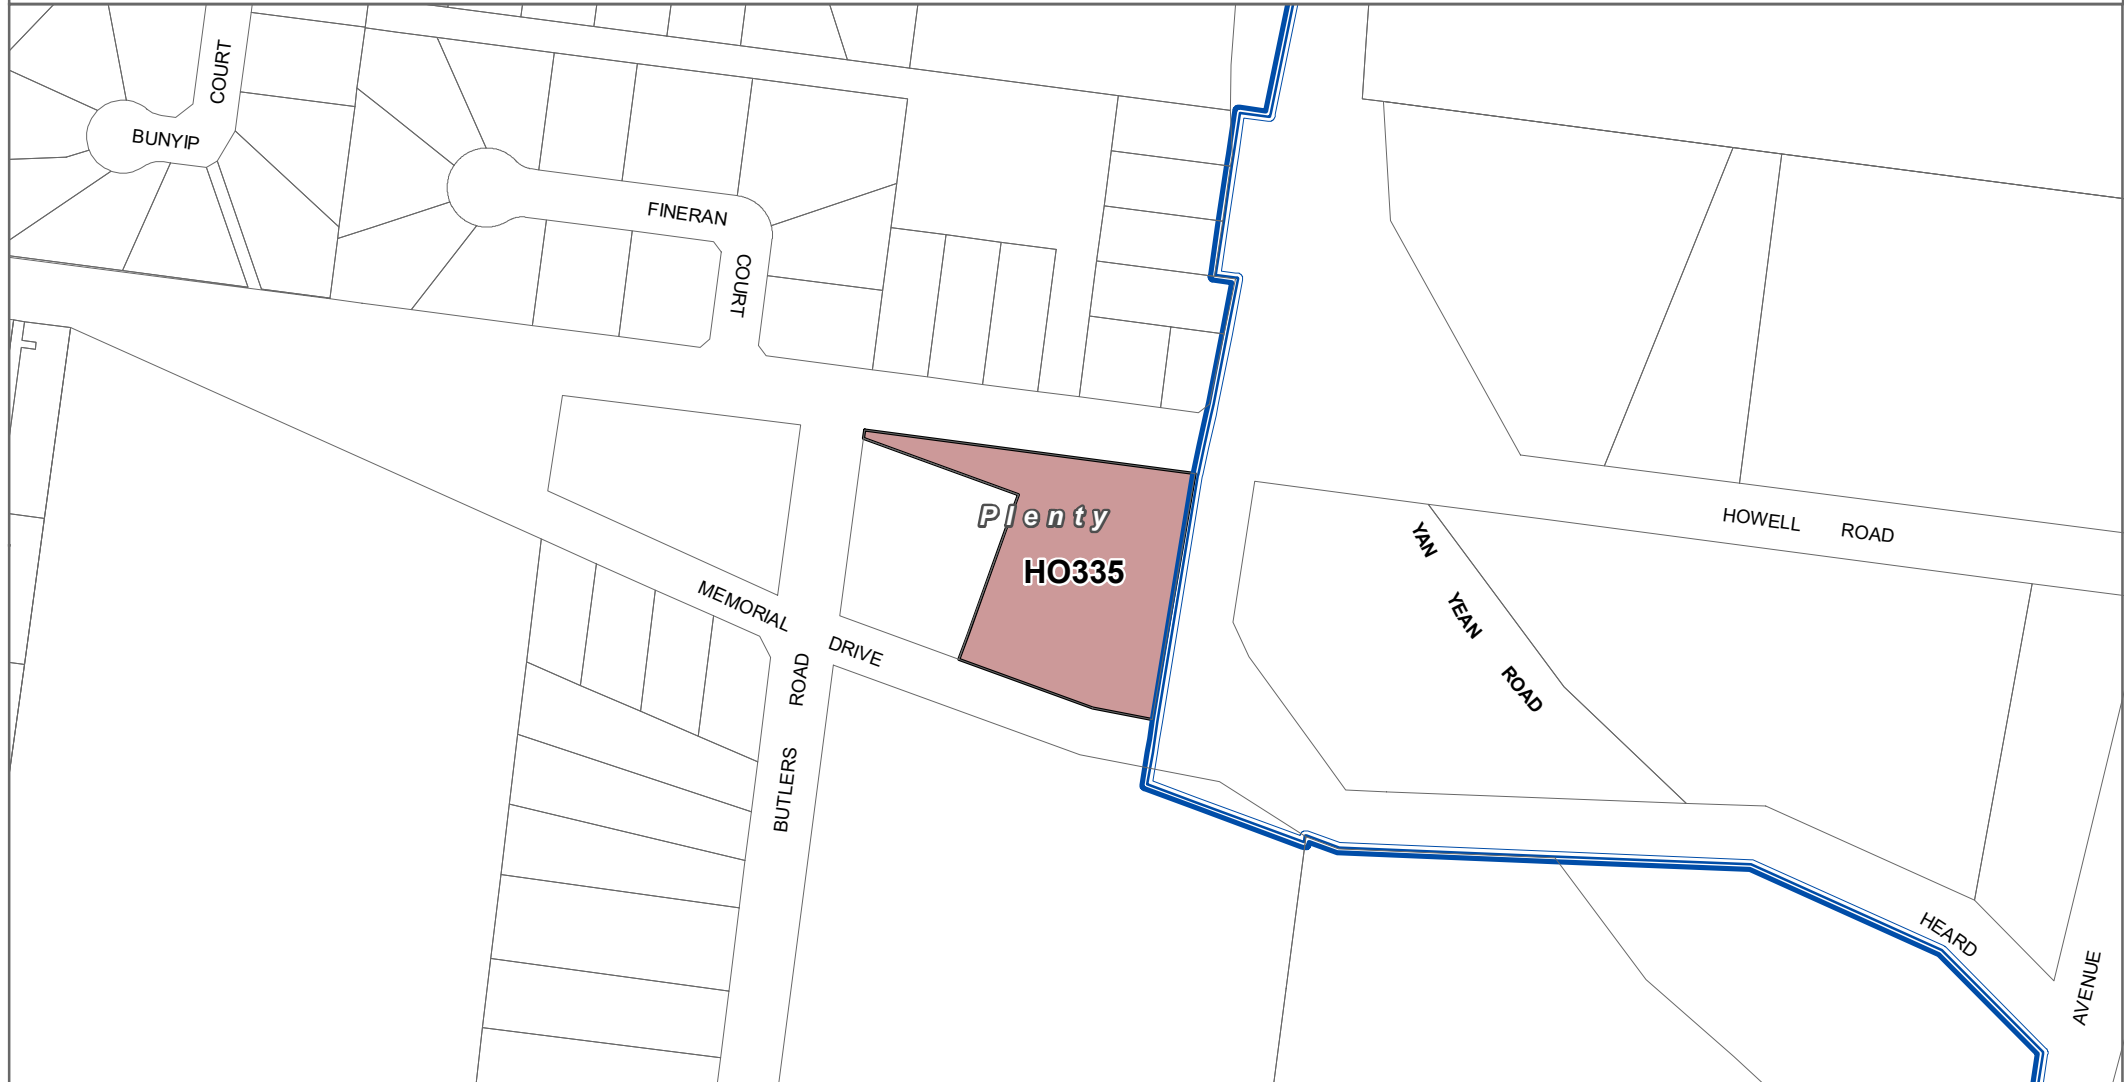 COURT
BUNYIP
FINERAN
COURT
Plenty
HO335
HOWELL ROAD
YAN YEAN ROAD
MEMORIAL DRIVE
BUTLERS ROAD
HEARD
AVENUE